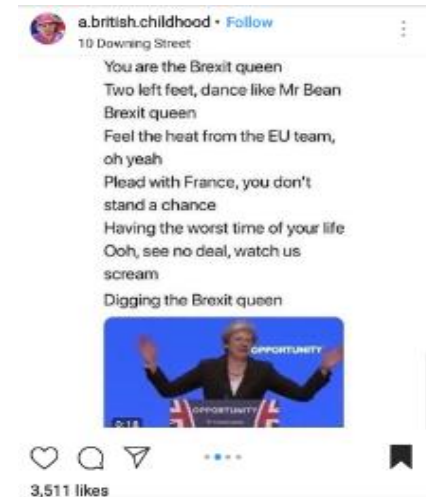 a.british.childhood • Follow
10 Downing Street
You are the Brexit queen
Two left feet, dance like Mr Bean
Brexit queen
Feel the heat from the EU team,
oh yeah
Plead with France, you don't
stand a chance
Having the worst time of your life
Ooh, see no deal, watch us
scream
Digging the Brexit queen
OPPORTUNITY
OPPORTUNITY
3,511 likes